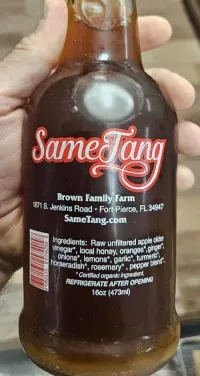 SameTang
Brown Family Farm
1871 S. Jenkins Road • Fort Pierce, FL 34947
SameTang.com
Ingredients: Raw unfiltered apple cider
vinegar*, local honey, oranges*,ginger*,
onions*, lemons*, garlic*, turmeric*,
horseradish*, rosemary* , pepper blend*.
* Certified organic ingredient.
REFRIGERATE AFTER OPENING
16oz (473ml)